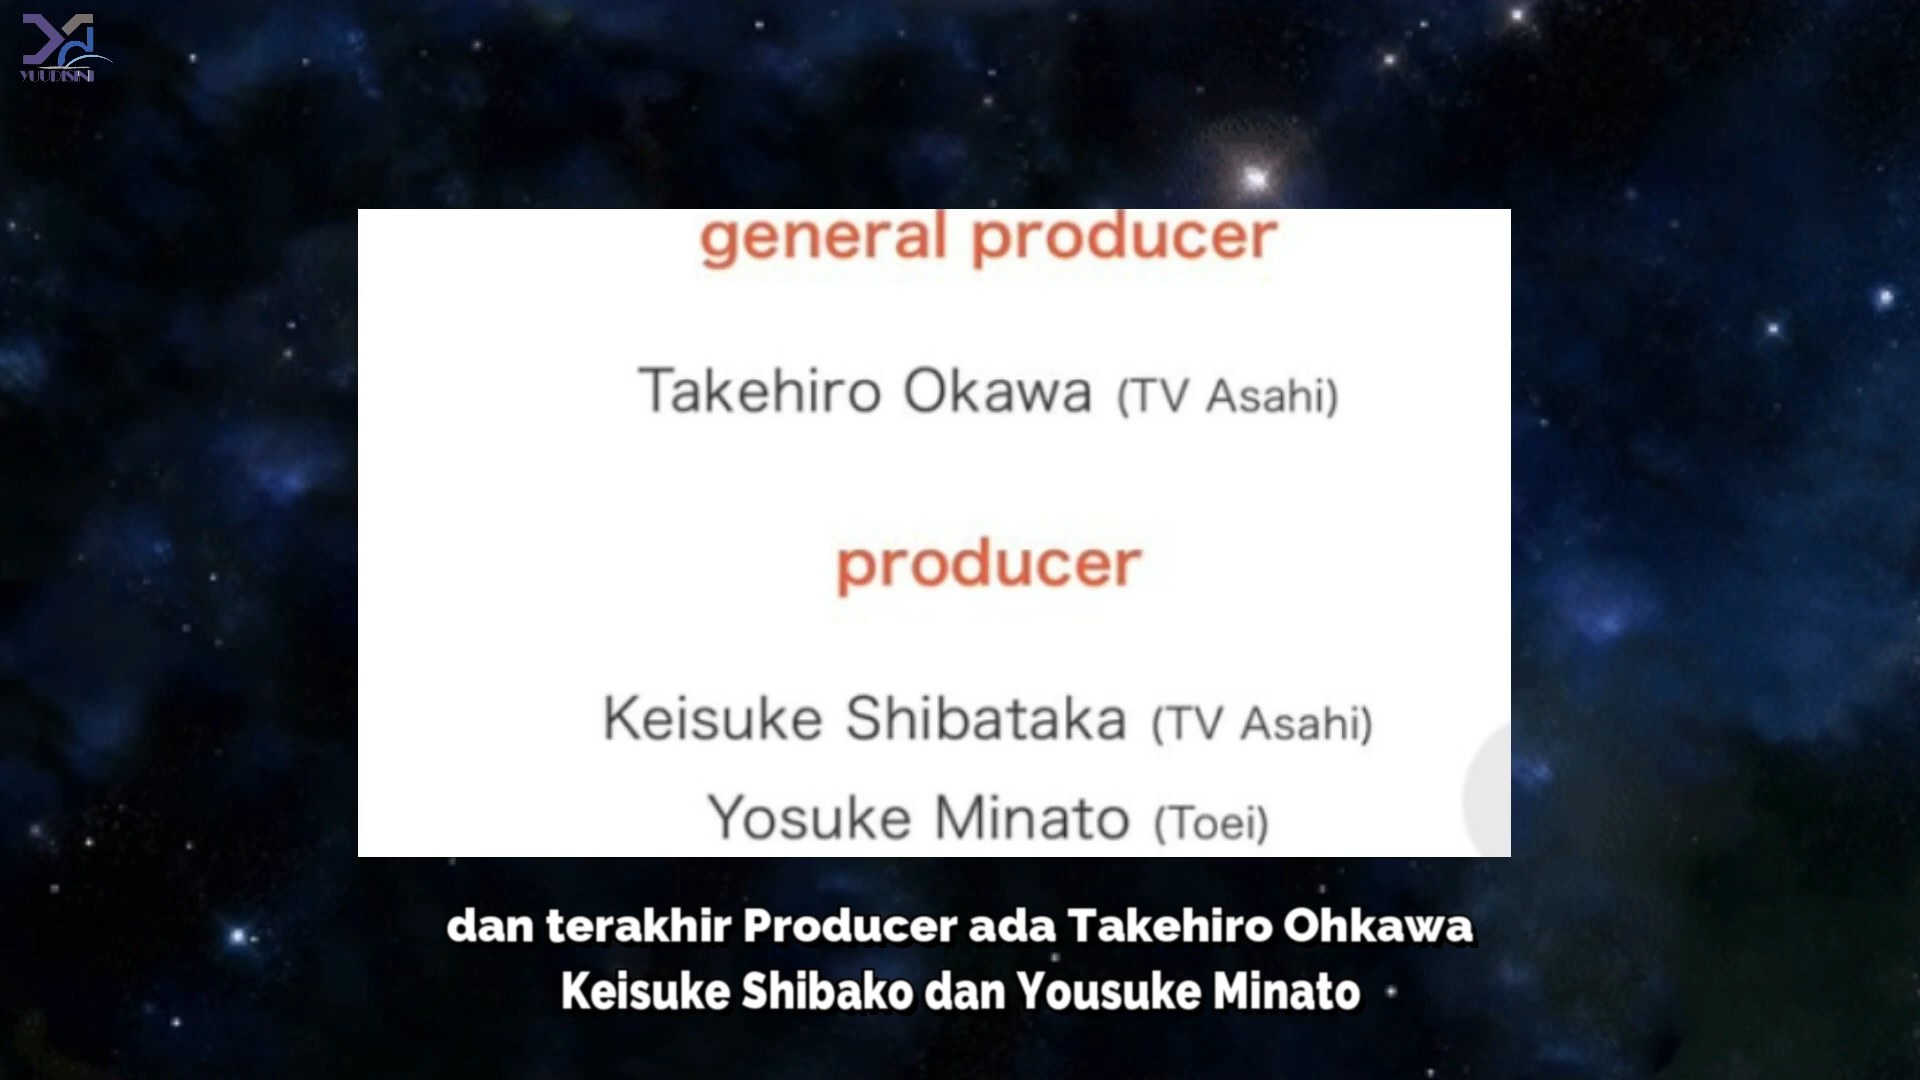 YUUDISINI
general producer
Takehiro Okawa (TV Asahi)
producer
Keisuke Shibataka (TV Asahi)
Yosuke Minato (Toei)
dan terakhir Producer ada Takehiro Ohkawa
Keisuke Shibako dan Yousuke Minato